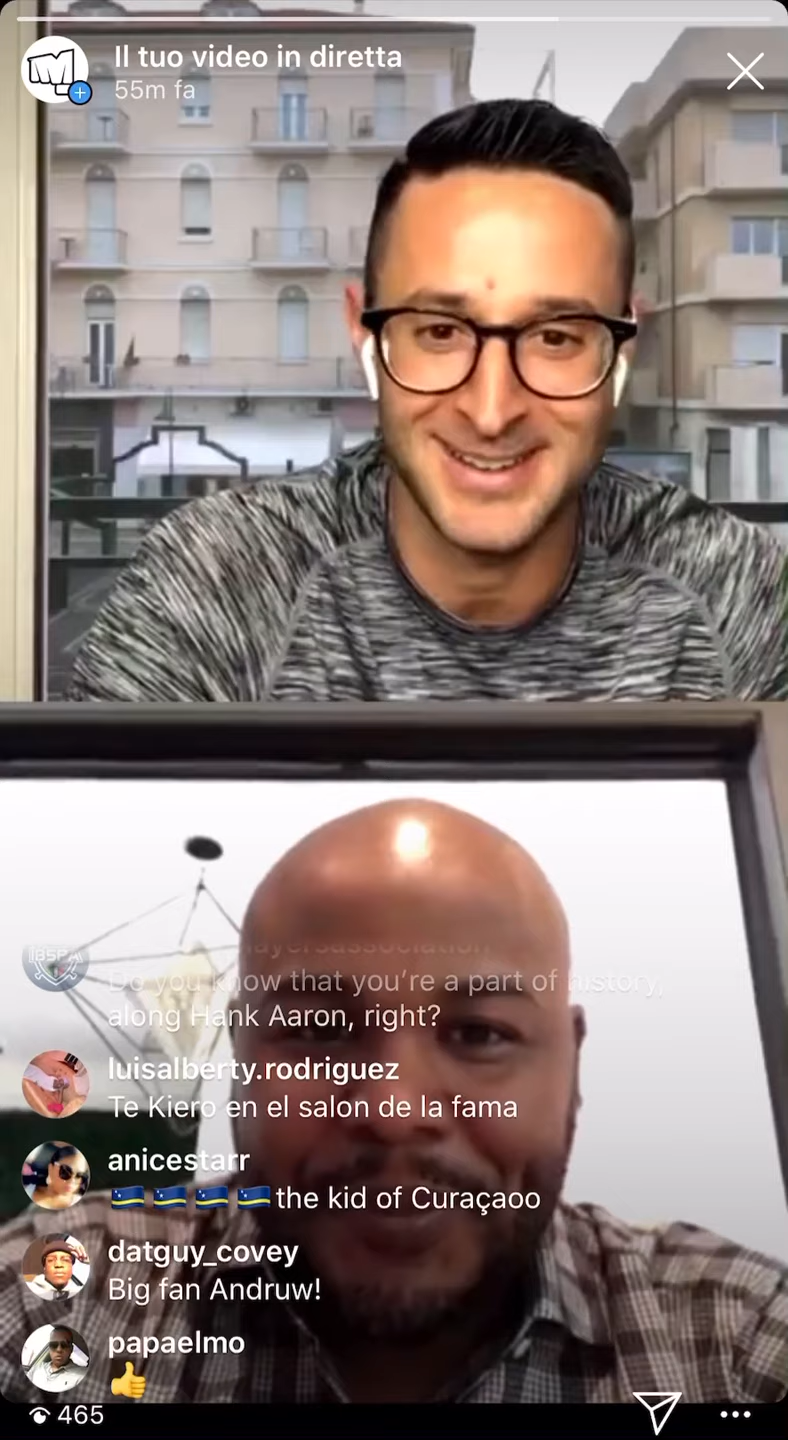 Il tuo video in diretta
55m fa
Do you know that you're a part of history,
along Hank Aaron, right?
luisalberty.rodriguez
Te Kiero en el salon de la fama
anicestarr
🇨🇼 🇨🇼 🇨🇼 🇨🇼 the kid of Curaçaoo
datguy_covey
Big fan Andruw!
papaelmo
👍
465